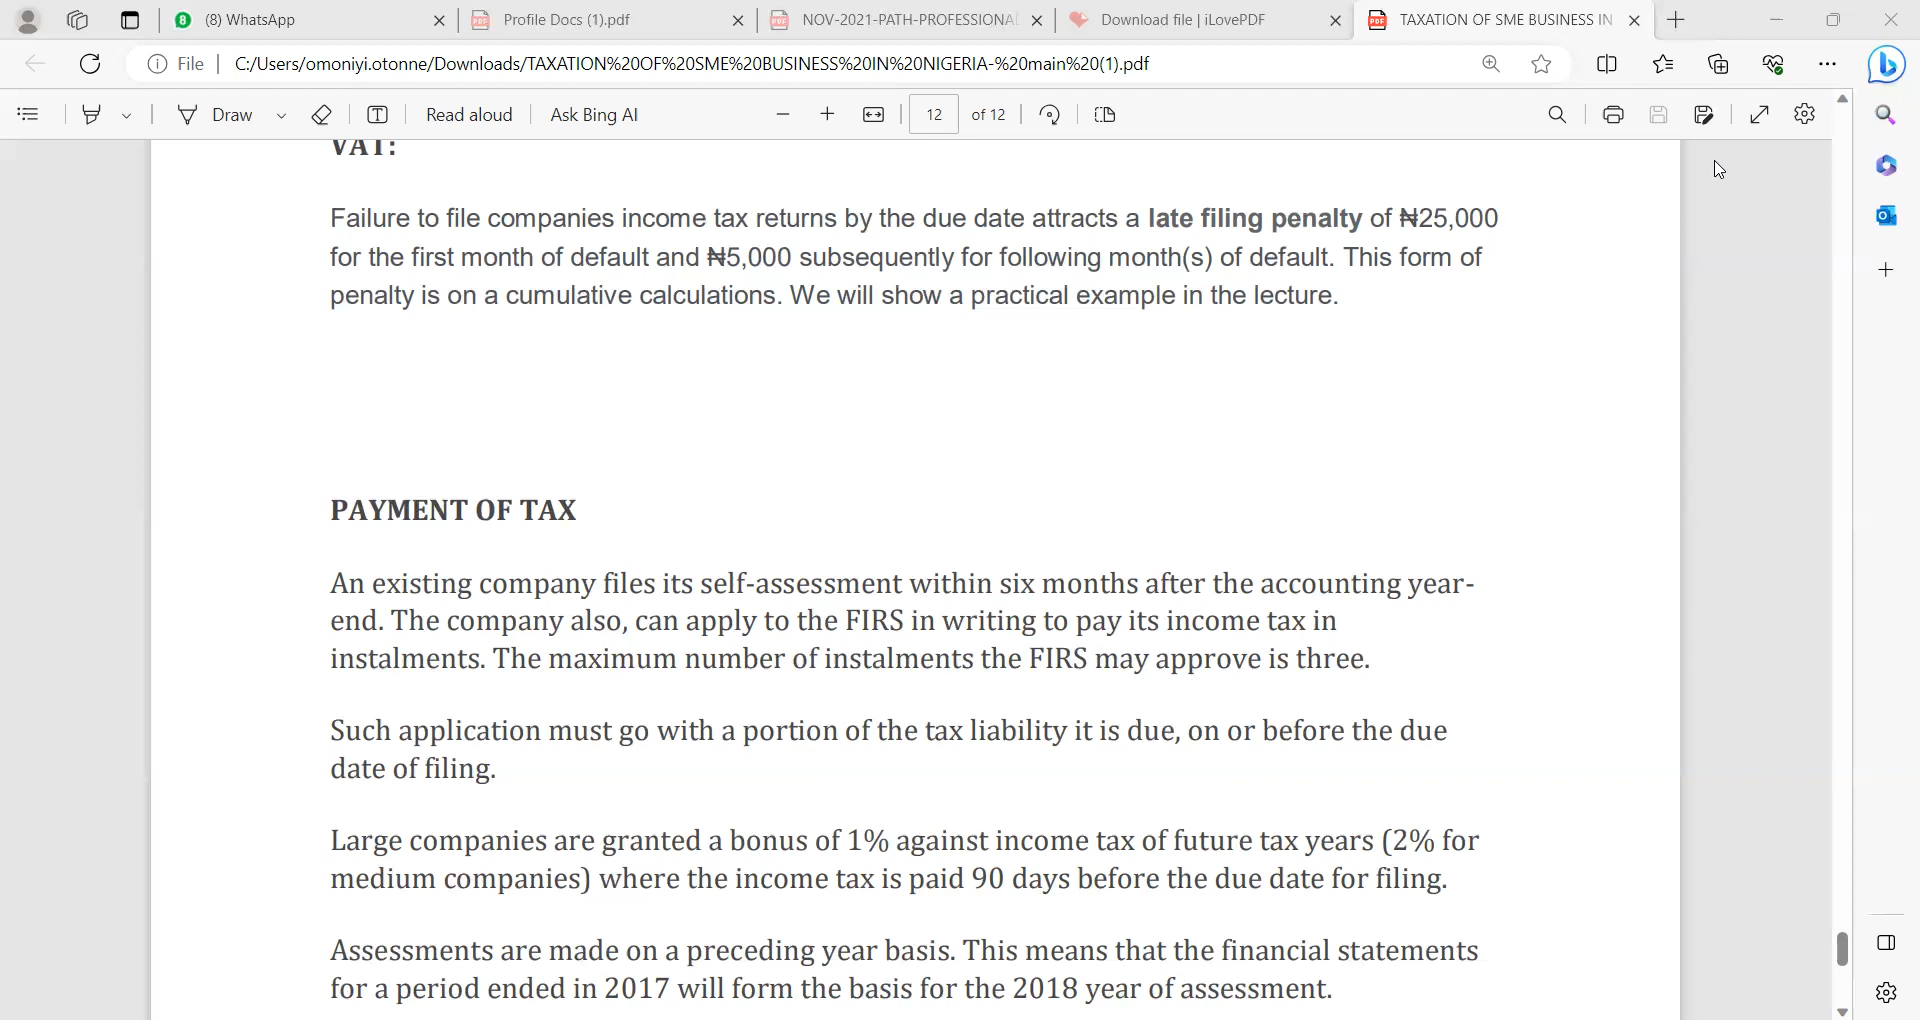 (8) WhatsApp
Profile Docs (1).pdf
NOV-2021-PATH-PROFESSIONAL
Download file | iLovePDF
TAXATION OF SME BUSINESS IN
File
C:/Users/omoniyi.otonne/Downloads/TAXATION%20OF%20SME%20BUSINESS%20IN%20NIGERIA-%20main%20(1).pdf
Draw
Read aloud
Ask Bing AI
12 of 12
VAT:
Failure to file companies income tax returns by the due date attracts a late filing penalty of ₦25,000
for the first month of default and ₦5,000 subsequently for following month(s) of default. This form of
penalty is on a cumulative calculations. We will show a practical example in the lecture.
PAYMENT OF TAX
An existing company files its self-assessment within six months after the accounting year-
end. The company also, can apply to the FIRS in writing to pay its income tax in
instalments. The maximum number of instalments the FIRS may approve is three.
Such application must go with a portion of the tax liability it is due, on or before the due
date of filing.
Large companies are granted a bonus of 1% against income tax of future tax years (2% for
medium companies) where the income tax is paid 90 days before the due date for filing.
Assessments are made on a preceding year basis. This means that the financial statements
for a period ended in 2017 will form the basis for the 2018 year of assessment.